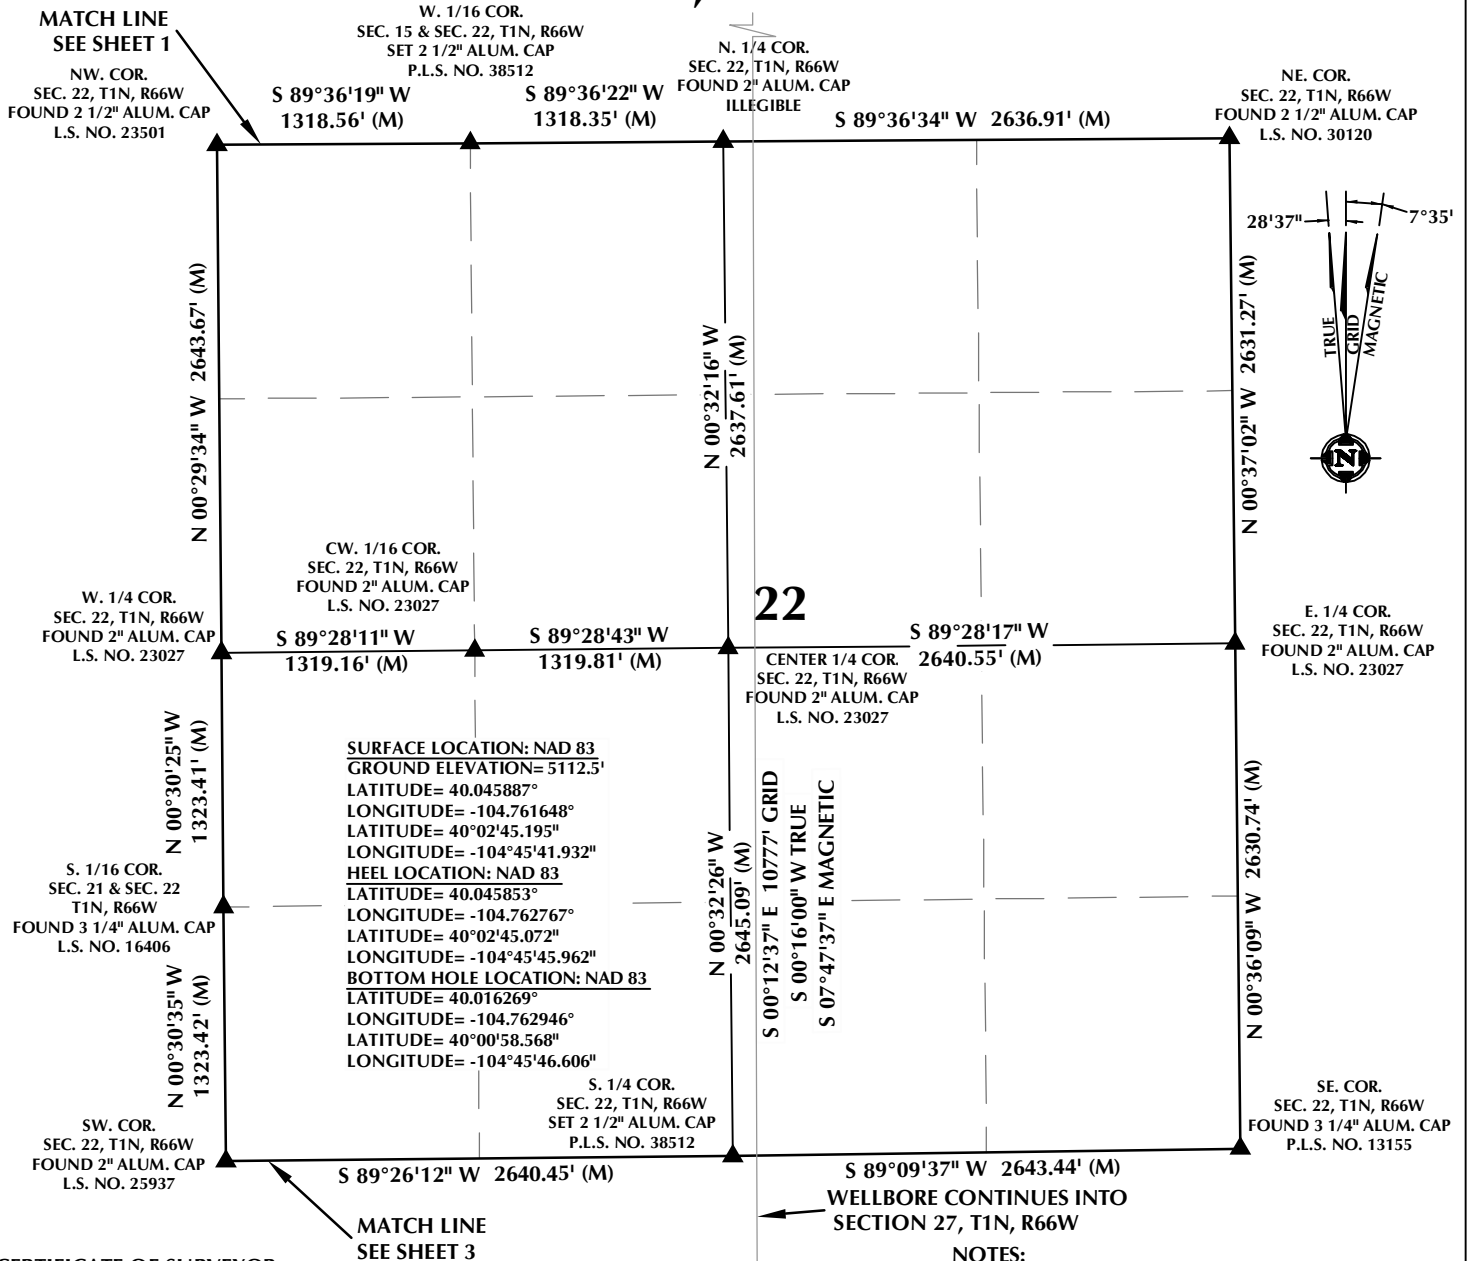 MATCH LINE
SEE SHEET 1
NW. COR.
SEC. 22, T1N, R66W
FOUND 2 1/2" ALUM. CAP
L.S. NO. 23501
W. 1/16 COR.
SEC. 15 & SEC. 22, T1N, R66W
SET 2 1/2" ALUM. CAP
P.L.S. NO. 38512
S 89°36'19" W
1318.56' (M)
S 89°36'22" W
1318.35' (M)
N. 1/4 COR.
SEC. 22, T1N, R66W
FOUND 2" ALUM. CAP
ILLEGIBLE
S 89°36'34" W 2636.91' (M)
NE. COR.
SEC. 22, T1N, R66W
FOUND 2 1/2" ALUM. CAP
L.S. NO. 30120
28'37"
7°35'
TRUE
GRID
MAGNETIC
N
N 00°29'34" W 2643.67' (M)
N 00°32'16" W
2637.61' (M)
N 00°37'02" W 2631.27' (M)
W. 1/4 COR.
SEC. 22, T1N, R66W
FOUND 2" ALUM. CAP
L.S. NO. 23027
CW. 1/16 COR.
SEC. 22, T1N, R66W
FOUND 2" ALUM. CAP
L.S. NO. 23027
S 89°28'11" W
1319.16' (M)
S 89°28'43" W
1319.81' (M)
22
S 89°28'17" W
2640.55' (M)
CENTER 1/4 COR.
SEC. 22, T1N, R66W
FOUND 2" ALUM. CAP
L.S. NO. 23027
E. 1/4 COR.
SEC. 22, T1N, R66W
FOUND 2" ALUM. CAP
L.S. NO. 23027
N 00°30'25" W
1323.41' (M)
SURFACE LOCATION: NAD 83
GROUND ELEVATION= 5112.5'
LATITUDE= 40.045887°
LONGITUDE= -104.761648°
LATITUDE= 40°02'45.195"
LONGITUDE= -104°45'41.932"
HEEL LOCATION: NAD 83
LATITUDE= 40.045853°
LONGITUDE= -104.762767°
LATITUDE= 40°02'45.072"
LONGITUDE= -104°45'45.962"
BOTTOM HOLE LOCATION: NAD 83
LATITUDE= 40.016269°
LONGITUDE= -104.762946°
LATITUDE= 40°00'58.568"
LONGITUDE= -104°45'46.606"
N 00°32'26" W
2645.09' (M)
S 00°12'37" E 10777' GRID
S 00°16'00" W TRUE
S 07°47'37" E MAGNETIC
N 00°36'09" W 2630.74' (M)
S. 1/16 COR.
SEC. 21 & SEC. 22
T1N, R66W
FOUND 3 1/4" ALUM. CAP
L.S. NO. 16406
N 00°30'35" W
1323.42' (M)
SW. COR.
SEC. 22, T1N, R66W
FOUND 2" ALUM. CAP
L.S. NO. 25937
S. 1/4 COR.
SEC. 22, T1N, R66W
SET 2 1/2" ALUM. CAP
P.L.S. NO. 38512
SE. COR.
SEC. 22, T1N, R66W
FOUND 3 1/4" ALUM. CAP
P.L.S. NO. 13155
S 89°26'12" W 2640.45' (M)
S 89°09'37" W 2643.44' (M)
MATCH LINE
SEE SHEET 3
WELLBORE CONTINUES INTO
SECTION 27, T1N, R66W
CERTIFICATE OF SURVEYOR
NOTES: